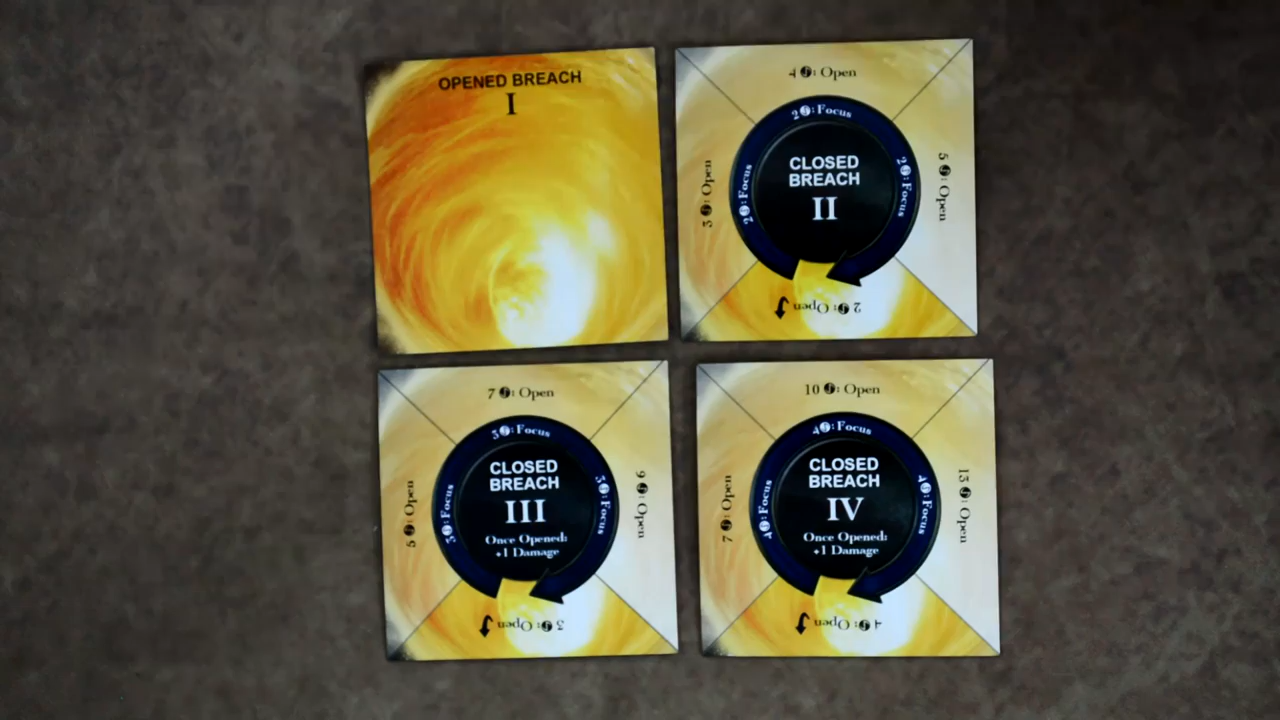 OPENED BREACH
I
4 : Open
2 : Focus
5 : Open
2 : Focus
3 : Open
2 : Focus
CLOSED
BREACH
II
2 : Open
7 : Open
3 : Focus
9 : Open
3 : Focus
5 : Open
3 : Focus
CLOSED
BREACH
III
Once Opened:
+1 Damage
3 : Open
10 : Open
4 : Focus
13 : Open
4 : Focus
7 : Open
4 : Focus
CLOSED
BREACH
IV
Once Opened:
+1 Damage
4 : Open